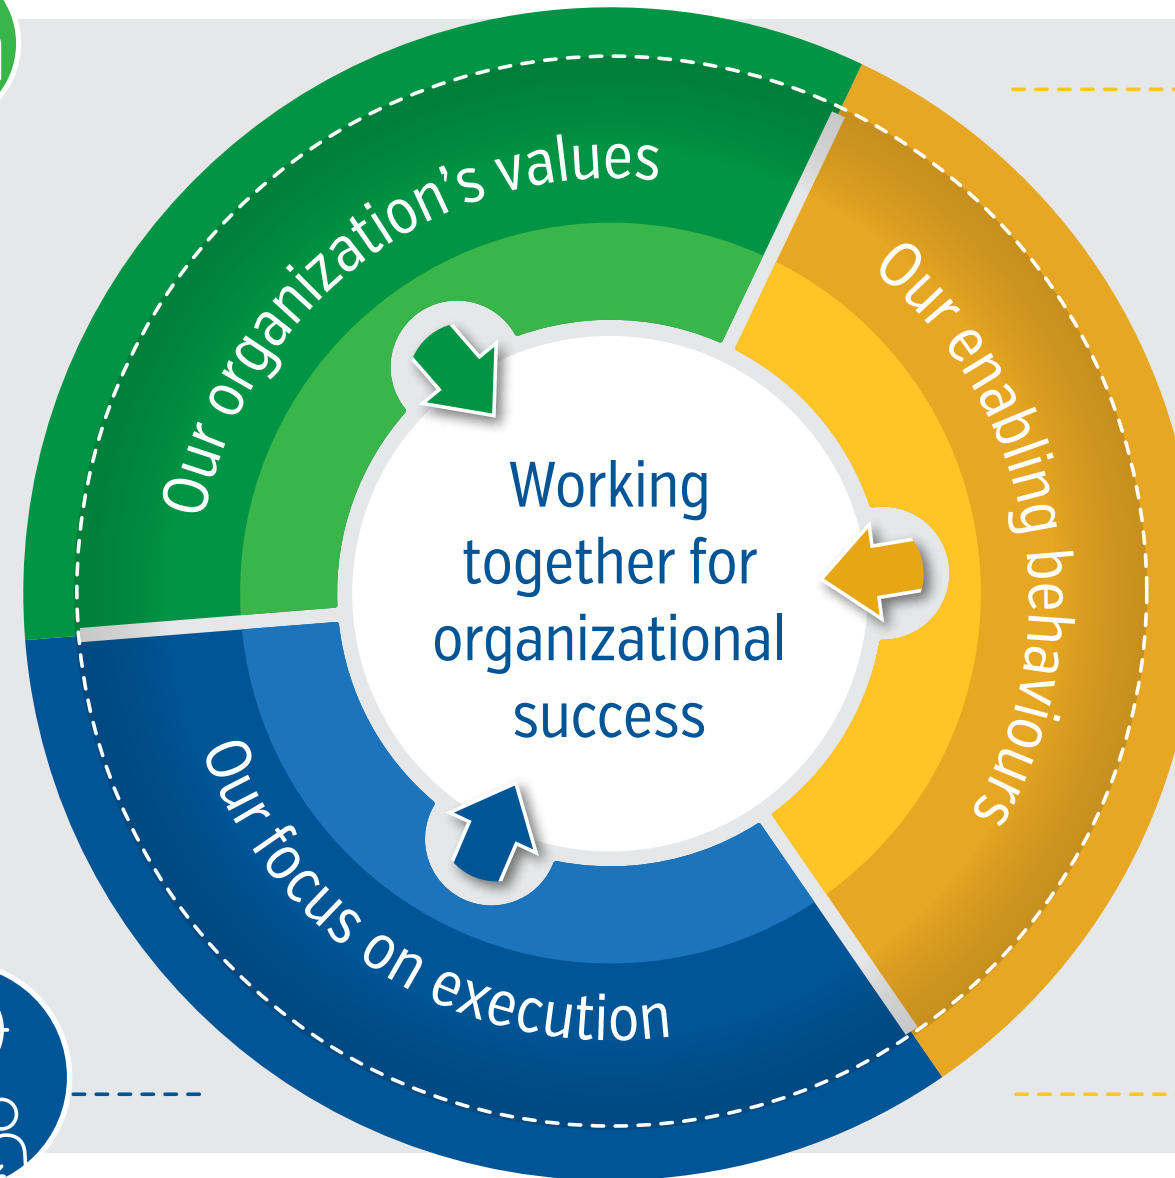 Our organization's values
Our enabling behaviours
Working
together for
organizational
success
Our focus on execution